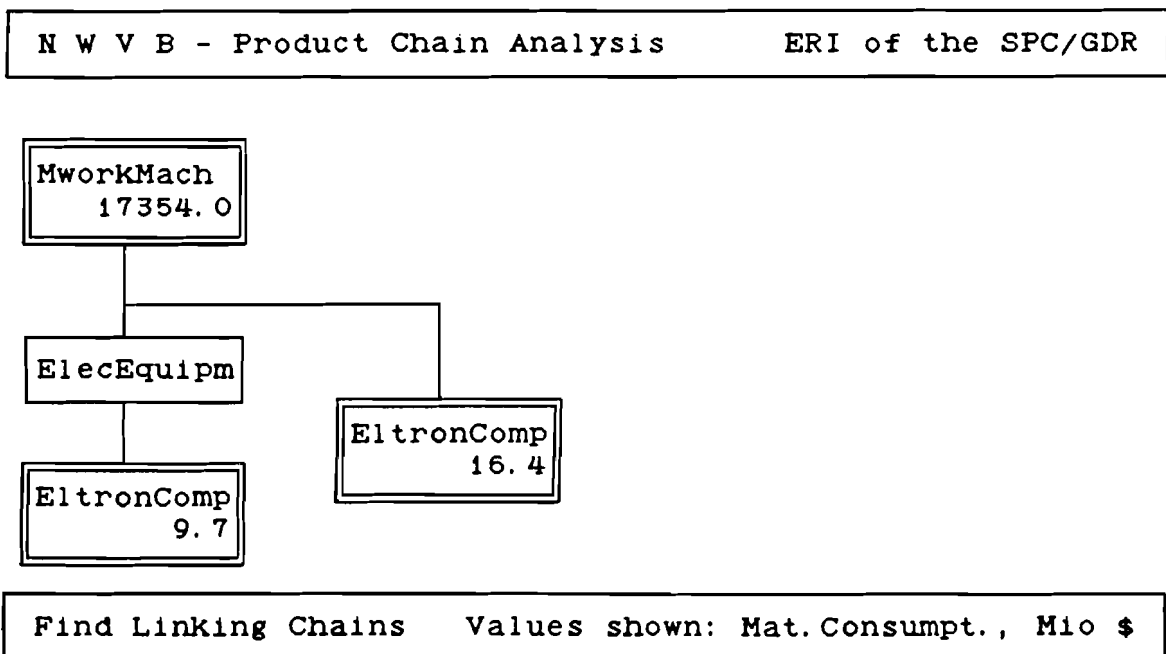 N W V B - Product Chain Analysis ERI of the SPC/GDR
MworkMach
17354.0
ElecEquipm
EltronComp
16.4
EltronComp
9.7
Find Linking Chains Values shown: Mat.Consumpt., Mio $